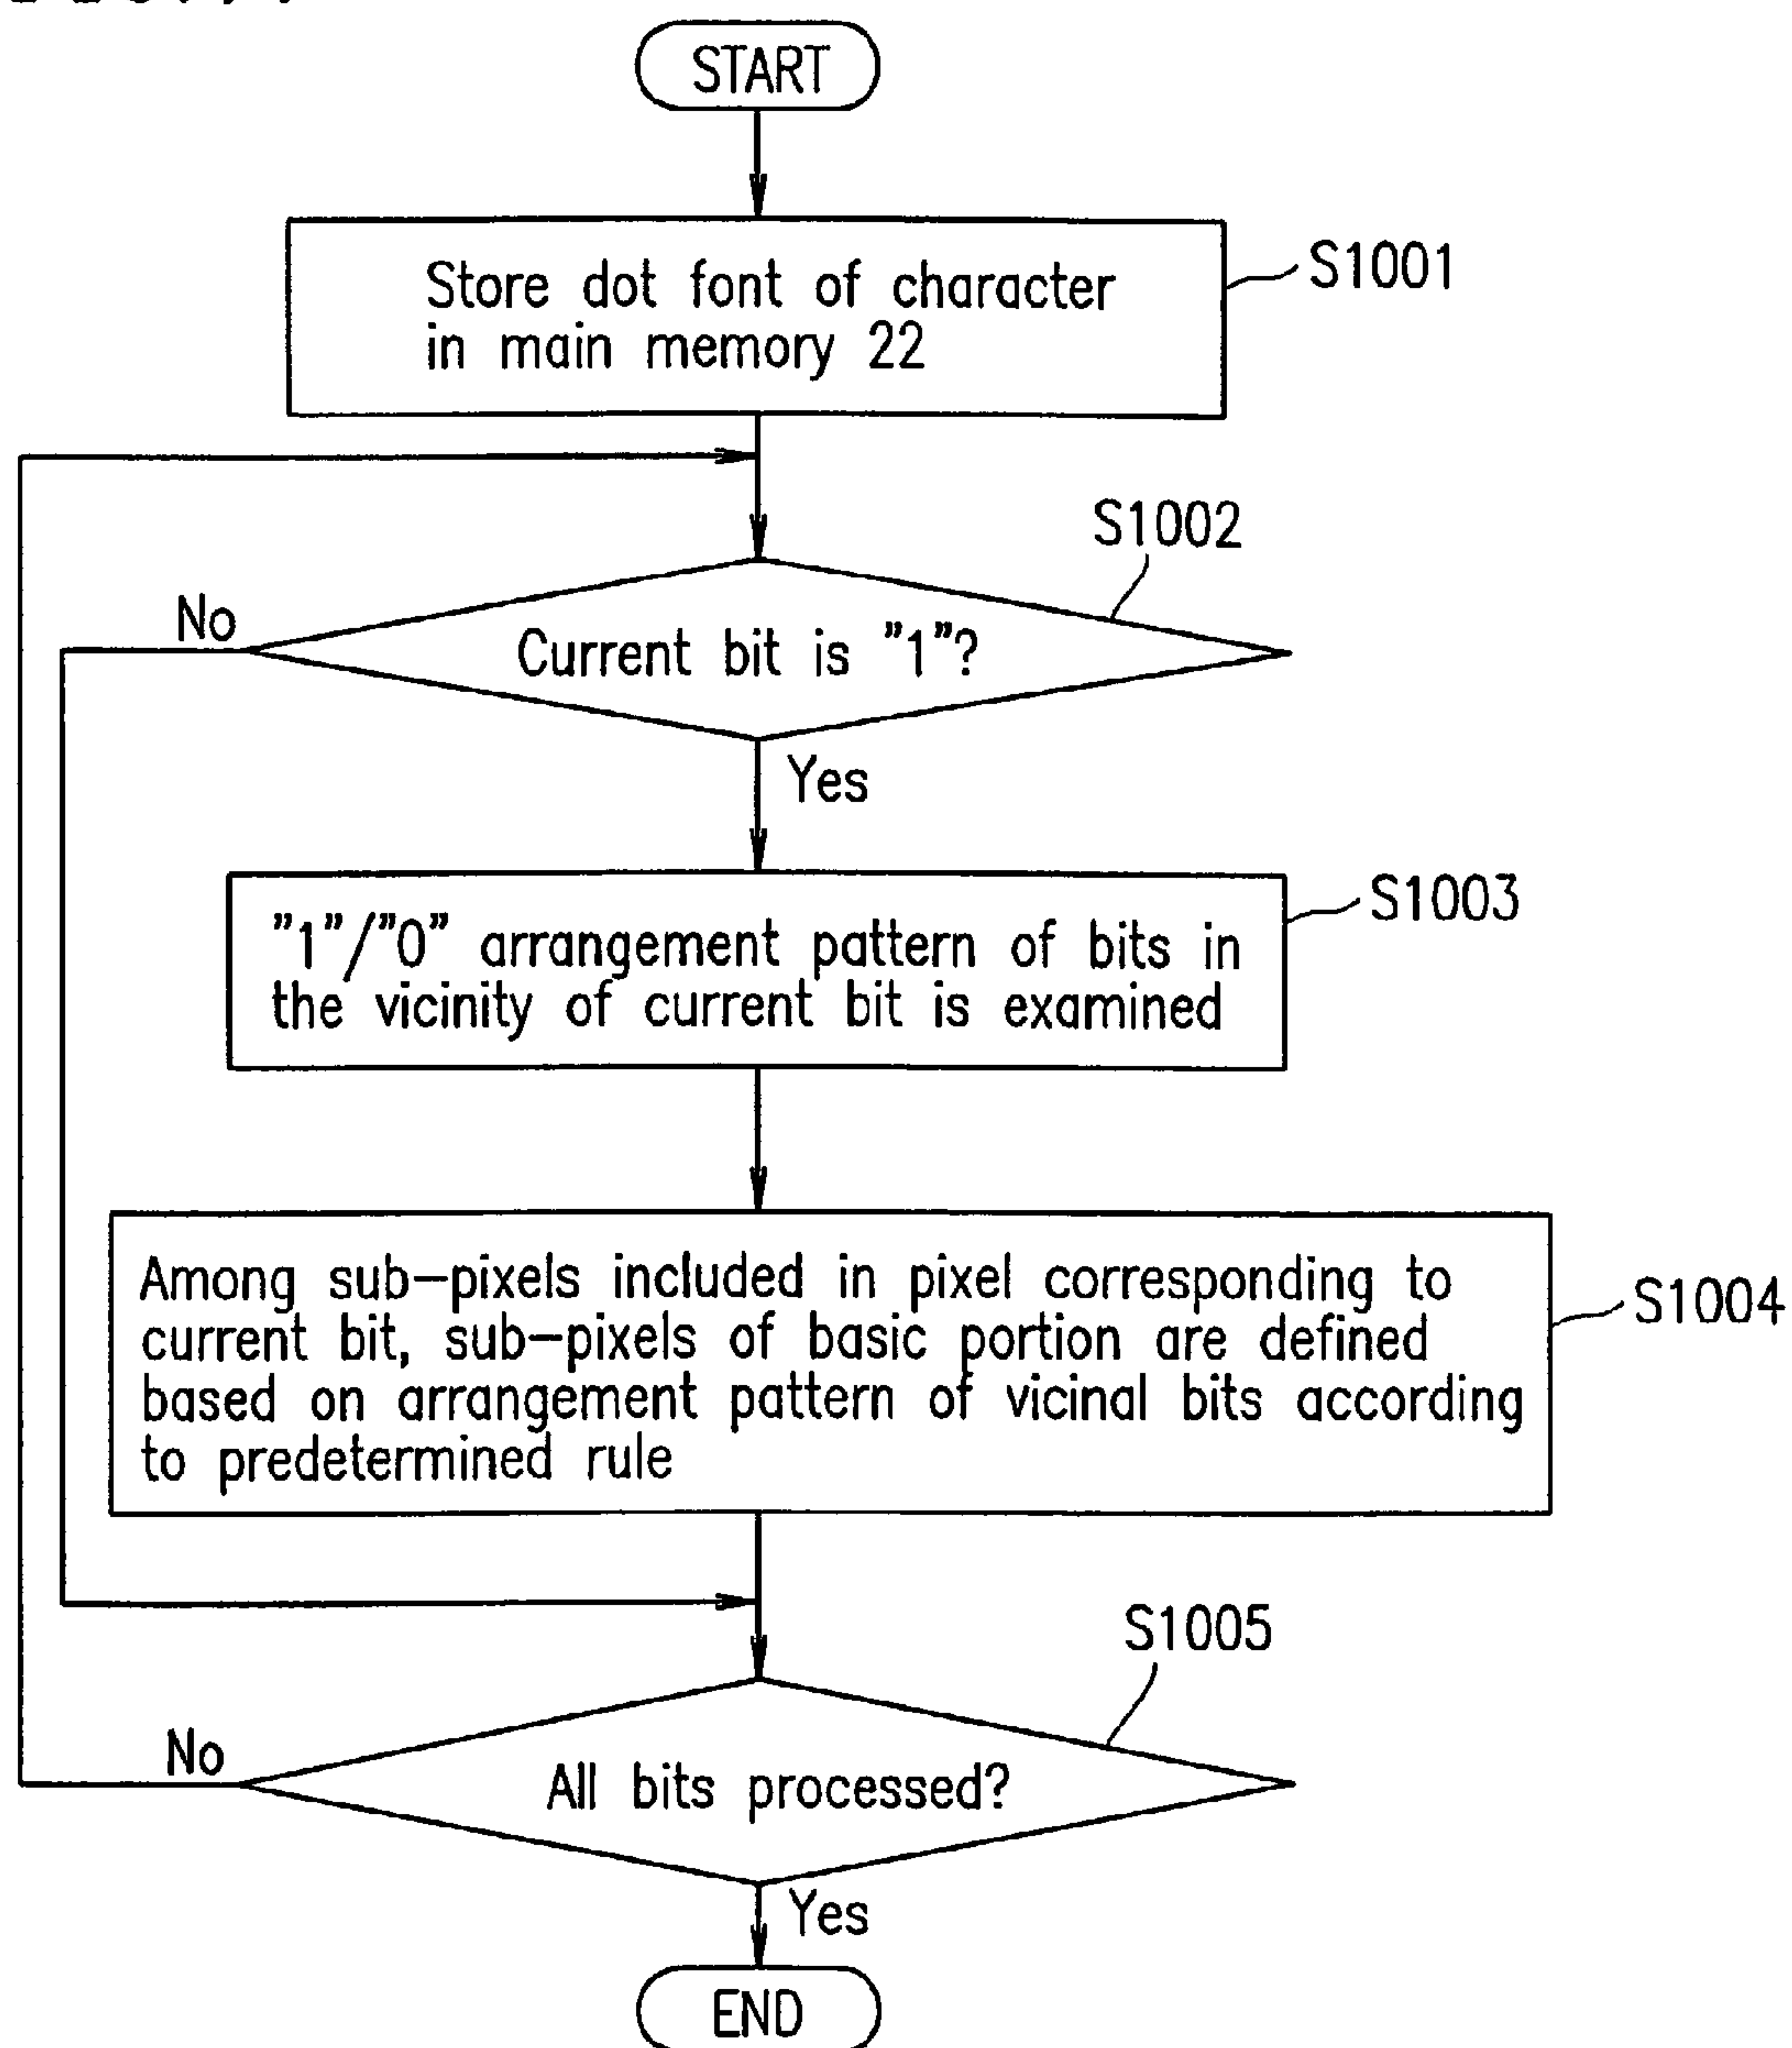 START
Store dot font of character
in main memory 22
S1001
S1002
No
Current bit is "1"?
Yes
"1"/"0" arrangement pattern of bits in
the vicinity of current bit is examined
S1003
Among sub-pixels included in pixel corresponding to
current bit, sub-pixels of basic portion are defined
based on arrangement pattern of vicinal bits according
to predetermined rule
S1004
S1005
No
All bits processed?
Yes
END